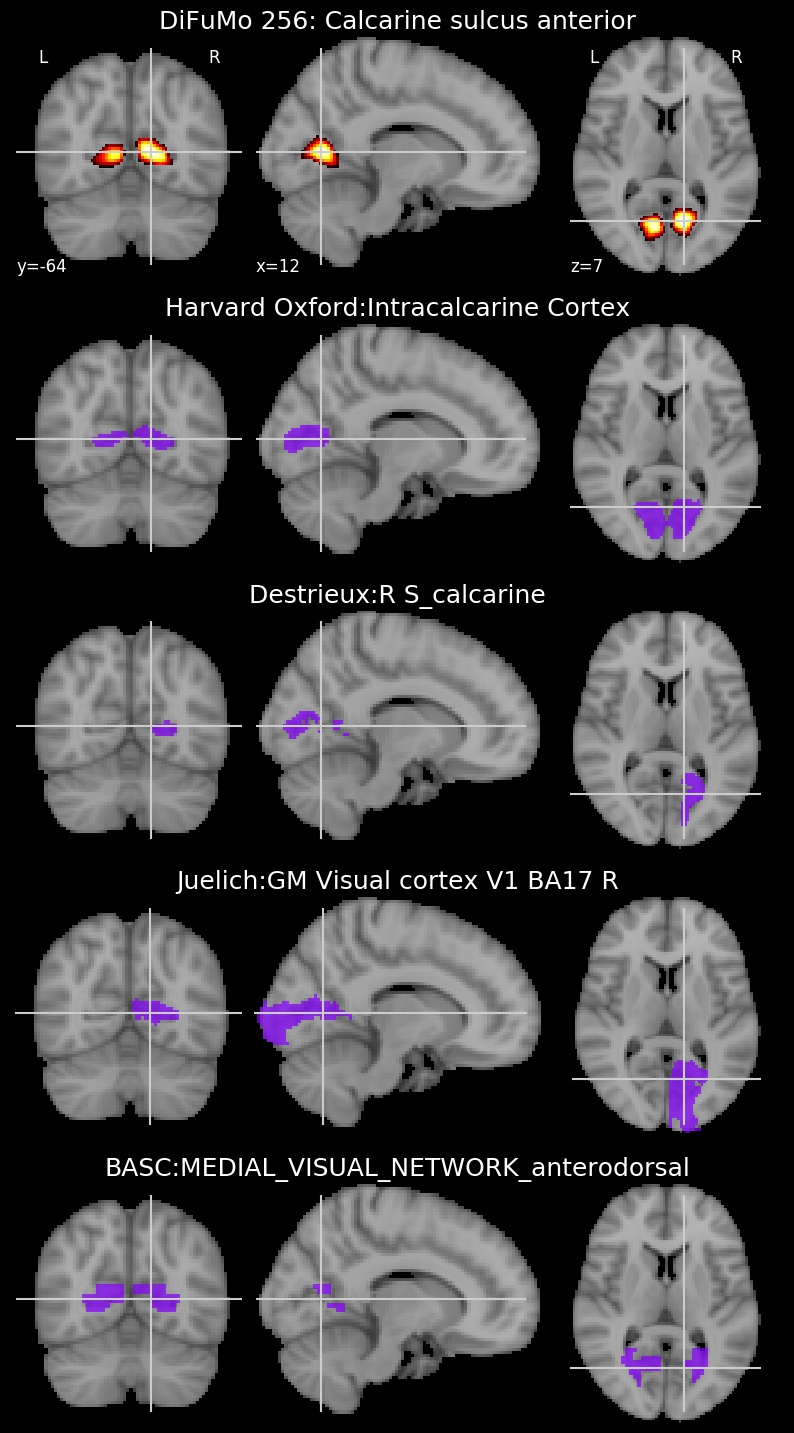 DiFuMo 256: Calcarine sulcus anterior
L R L R
y=-64 x=12 z=7
Harvard Oxford:Intracalcarine Cortex
Destrieux:R S_calcarine
Juelich:GM Visual cortex V1 BA17 R
BASC:MEDIAL_VISUAL_NETWORK_anterodorsal